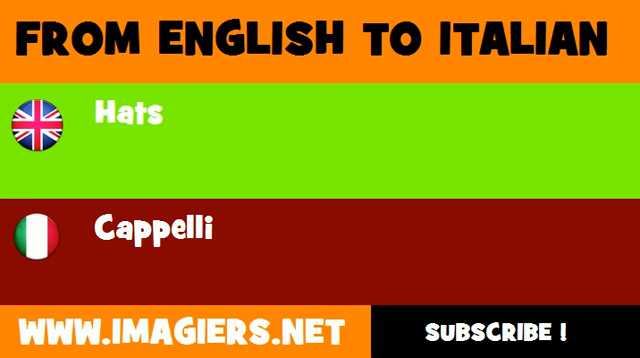 FROM ENGLISH TO ITALIAN
Hats
Cappelli
WWW.IMAGIERS.NET
SUBSCRIBE !